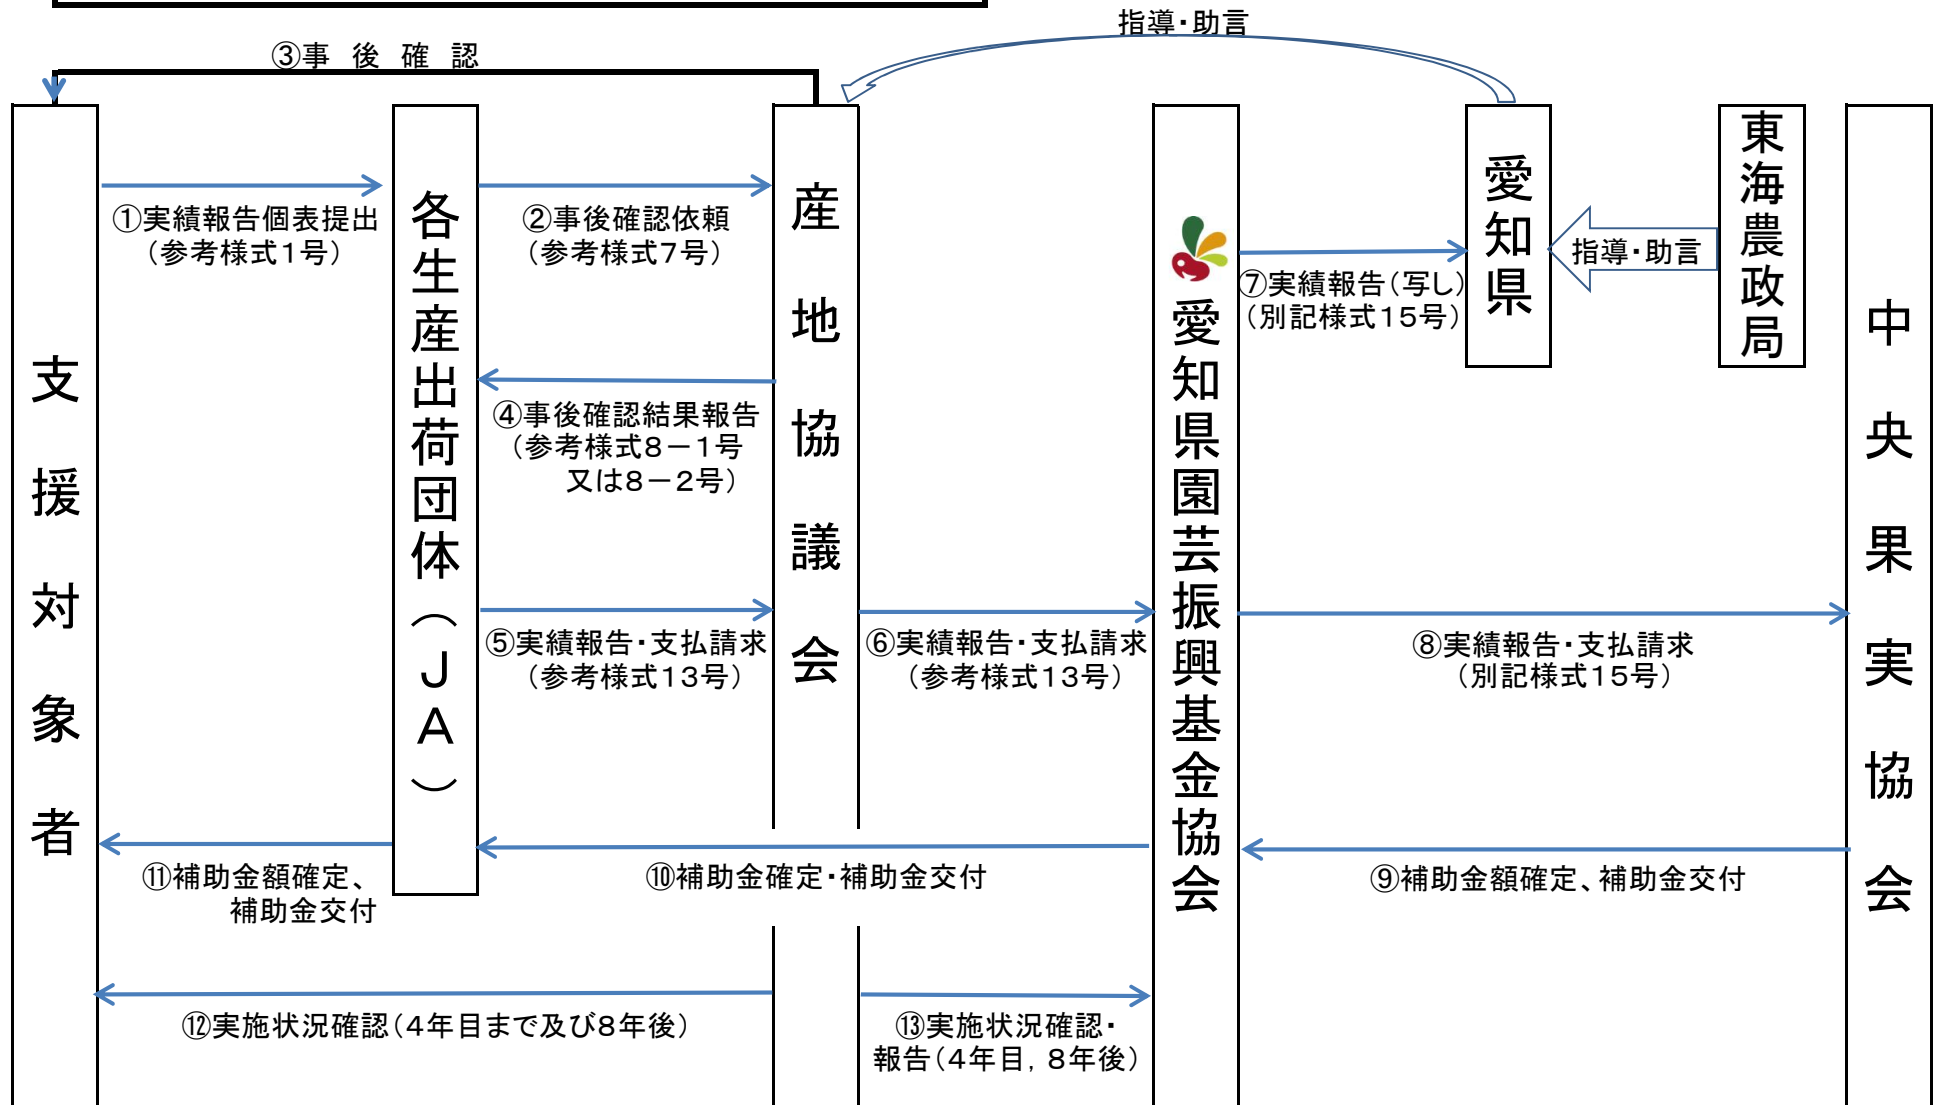 指導・助言
③事　後　確　認
支援対象者
各生産出荷団体（ＪＡ）
産地協議会
愛知県園芸振興基金協会
愛知県
東海農政局
中央果実協会
①実績報告個表提出
（参考様式１号）
②事後確認依頼
（参考様式７号）
指導・助言
⑦実績報告（写し）
（別記様式１５号）
④事後確認結果報告
（参考様式８－１号
又は８－２号）
⑤実績報告・支払請求
（参考様式１３号）
⑥実績報告・支払請求
（参考様式１３号）
⑧実績報告・支払請求
（別記様式１５号）
⑪補助金額確定、
補助金交付
⑩補助金確定・補助金交付
⑨補助金額確定、補助金交付
⑫実施状況確認（４年目まで及び８年後）
⑬実施状況確認・
報告（４年目，８年後）